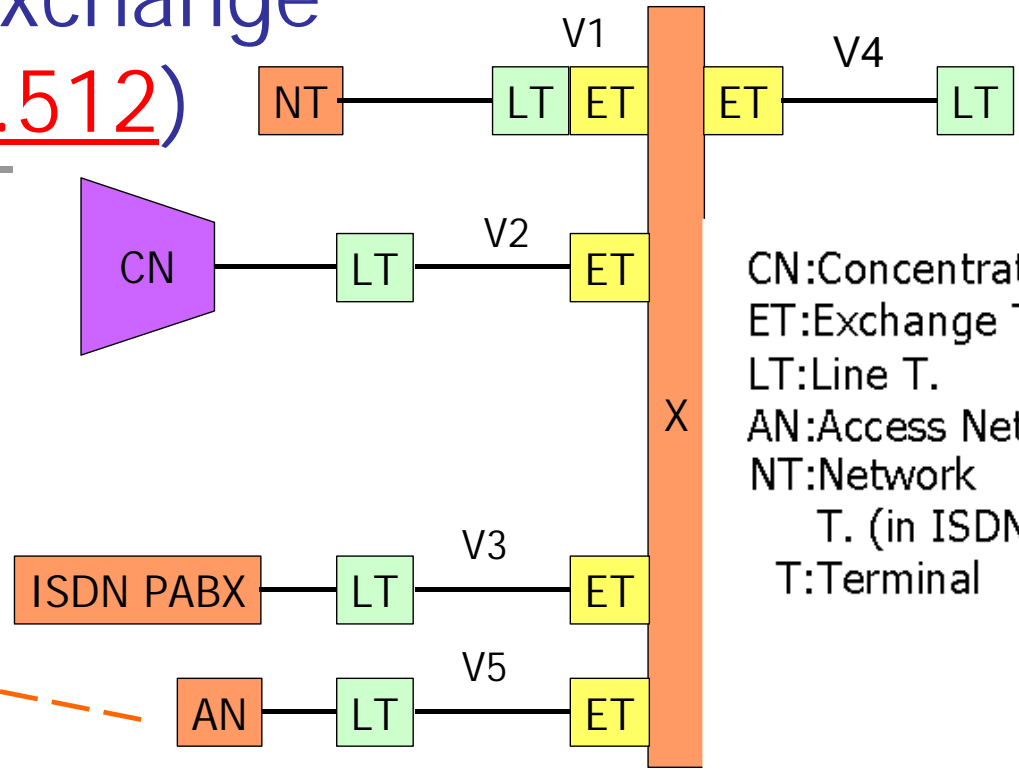 xchange
.512)
V1
V4
NT
LT
ET
ET
LT
CN
LT
V2
ET
CN:Concentrat
ET:Exchange T
LT:Line T.
AN:Access Net
NT:Network
T. (in ISDN
T:Terminal
X
ISDN PABX
LT
V3
ET
AN
LT
V5
ET